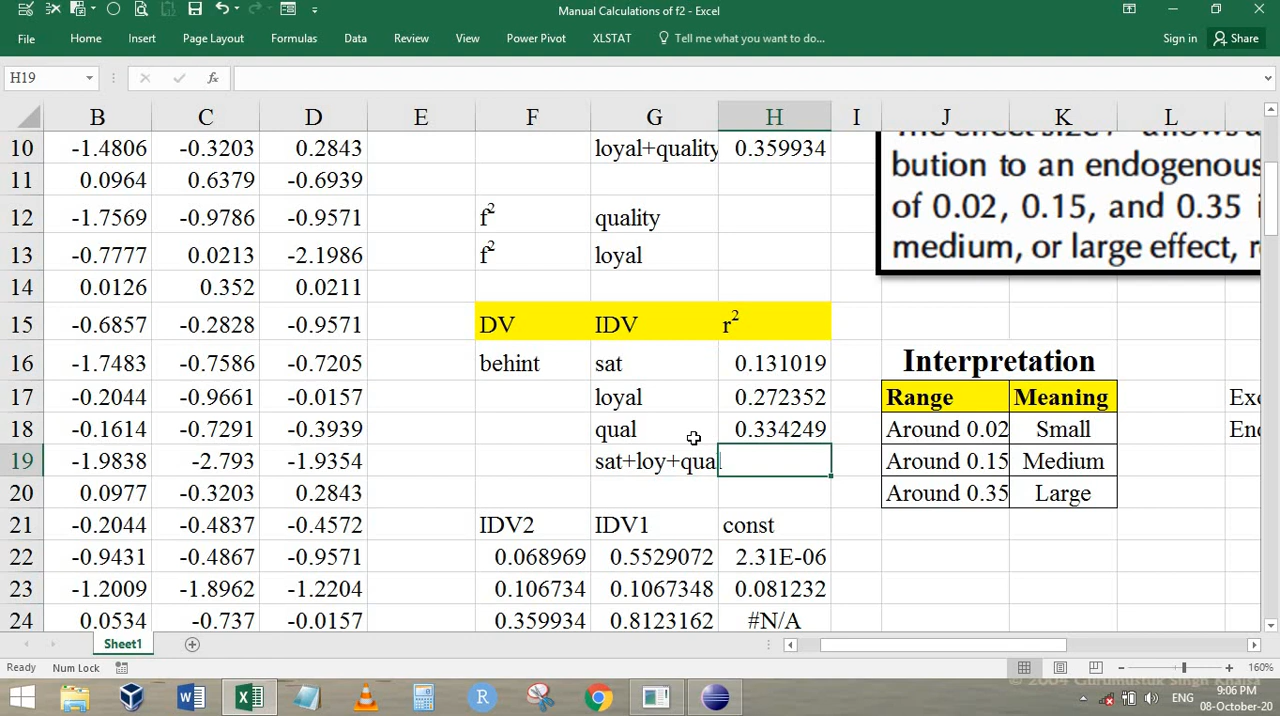 Manual Calculations of f2 - Excel
File Home Insert Page Layout Formulas Data Review View Power Pivot XLSTAT Tell me what you want to do... Sign in Share
H19 fx
B C D E F G H I J K L
10 -1.4806 -0.3203 0.2843 loyal+quality 0.359934
11 0.0964 0.6379 -0.6939
12 -1.7569 -0.9786 -0.9571 f2 quality
13 -0.7777 0.0213 -2.1986 f2 loyal
14 0.0126 0.352 0.0211
15 -0.6857 -0.2828 -0.9571 DV IDV r2
16 -1.7483 -0.7586 -0.7205 behint sat 0.131019
17 -0.2044 -0.9661 -0.0157 loyal 0.272352
18 -0.1614 -0.7291 -0.3939 qual 0.334249
19 -1.9838 -2.793 -1.9354 sat+loy+qual
20 0.0977 -0.3203 0.2843
21 -0.2044 -0.4837 -0.4572 IDV2 IDV1 const
22 -0.9431 -0.4867 -0.9571 0.068969 0.5529072 2.31E-06
23 -1.2009 -1.8962 -1.2204 0.106734 0.1067348 0.081232
24 0.0534 -0.737 -0.0157 0.359934 0.8123162 #N/A
bution to an endogenous
of 0.02, 0.15, and 0.35
medium, or large effect,
Interpretation
Range Meaning
Around 0.02 Small
Around 0.15 Medium
Around 0.35 Large
Sheet1
Ready Num Lock 160%
© 2004 Gurumustuk Singh Khalsa
ENG 9:06 PM
08-October-20